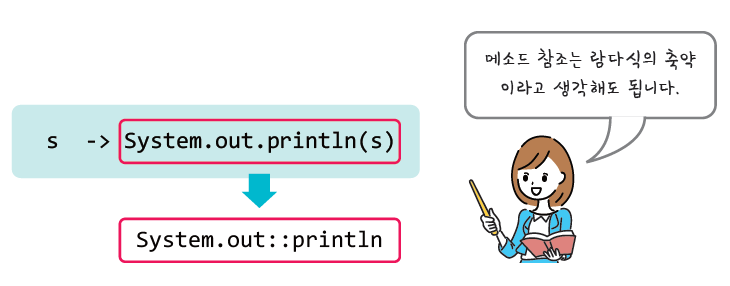 메소드 참조는 람다식의 축약
이라고 생각해도 됩니다.
s -> System.out.println(s)
System.out::println